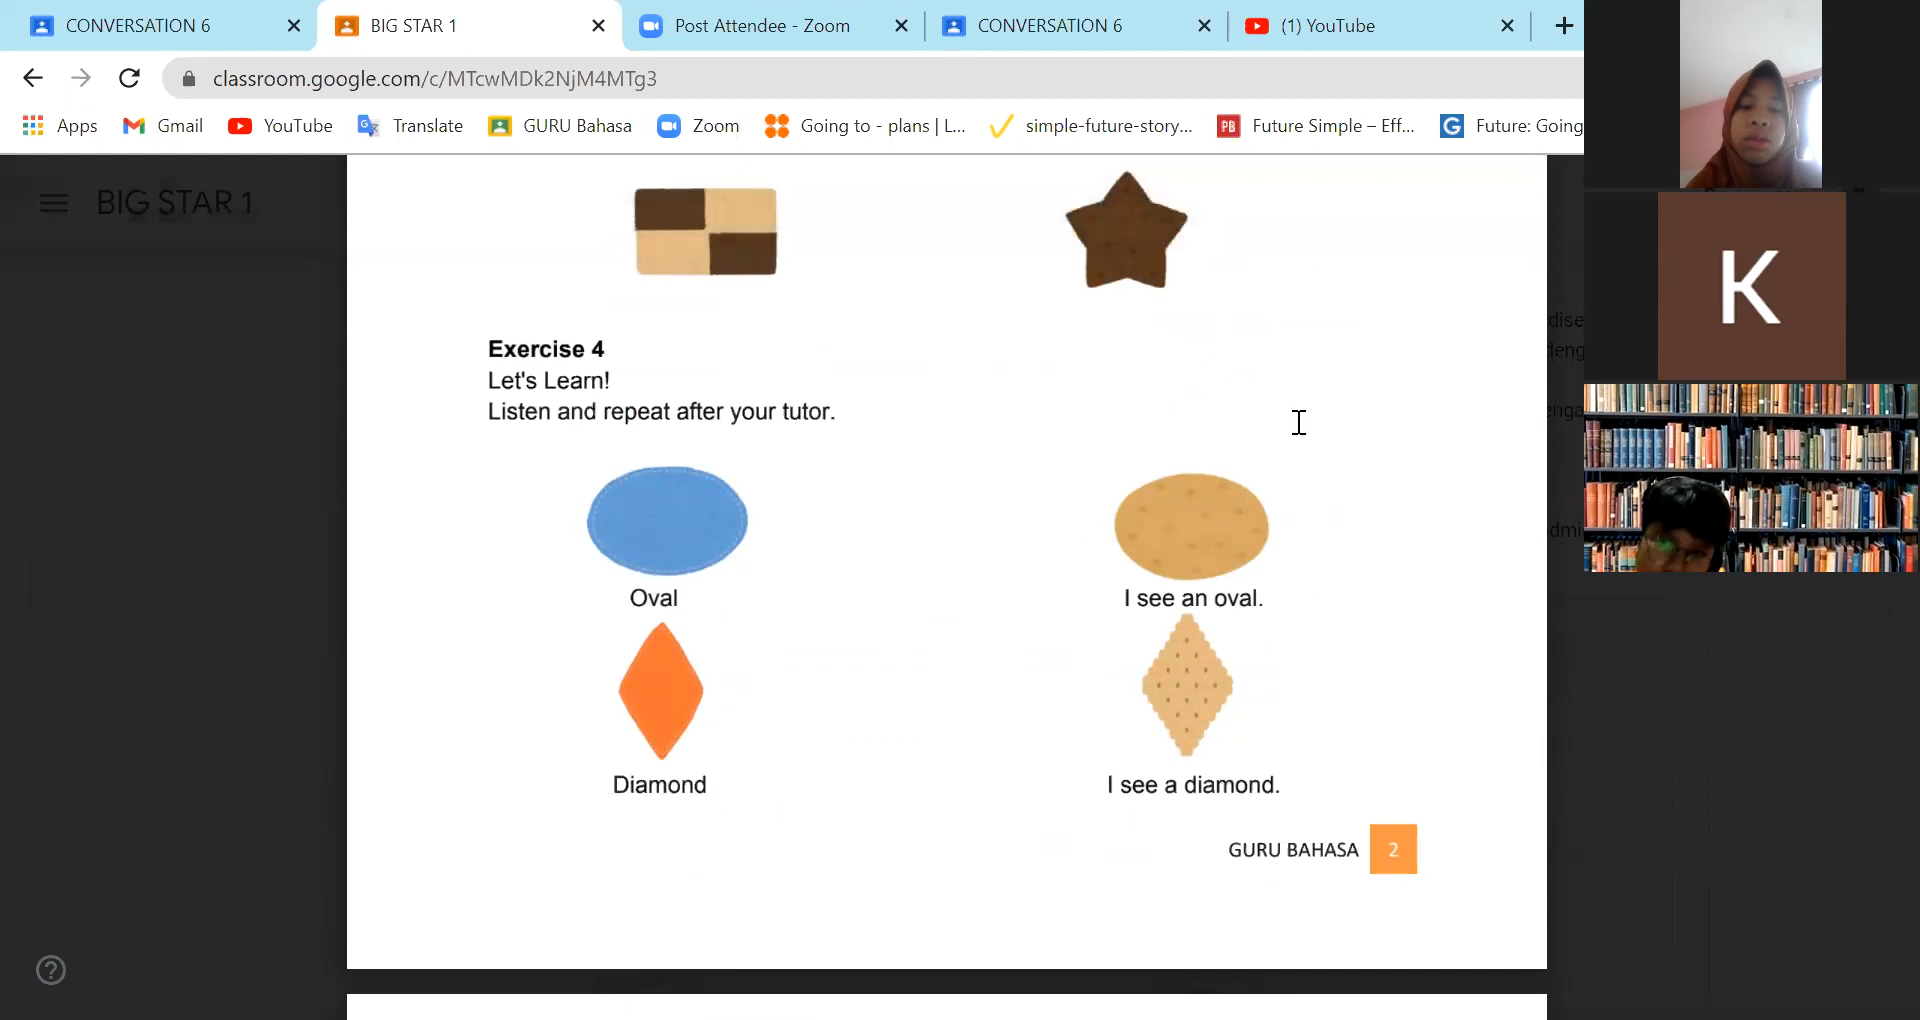 CONVERSATION 6
BIG STAR 1
Post Attendee - Zoom
CONVERSATION 6
(1) YouTube
classroom.google.com/c/MTcwMDk2NjM4MTg3
Apps
Gmail
YouTube
Translate
GURU Bahasa
Zoom
Going to - plans | L...
simple-future-story...
PB
Future Simple – Eff...
G
Future: Going
BIG STAR 1
K
Exercise 4
Let's Learn!
Listen and repeat after your tutor.
Oval
I see an oval.
Diamond
I see a diamond.
GURU BAHASA 2